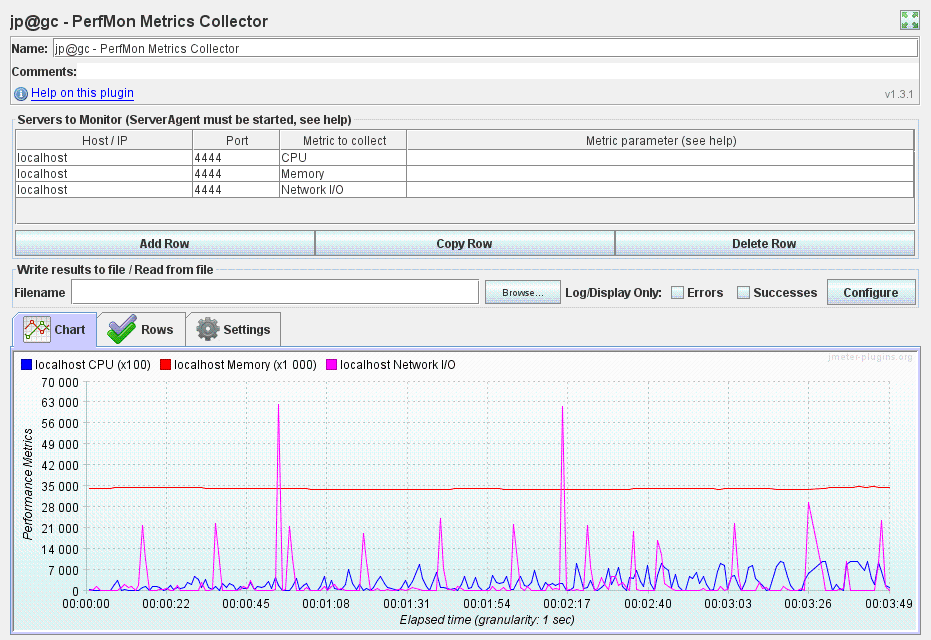 jp@gc - PerfMon Metrics Collector
Name: jp@gc - PerfMon Metrics Collector
Comments:
Help on this plugin v1.3.1
Servers to Monitor (ServerAgent must be started, see help)
Host / IP Port Metric to collect Metric parameter (see help)
localhost 4444 CPU
localhost 4444 Memory
localhost 4444 Network I/O
Add Row Copy Row Delete Row
Write results to file / Read from file
Filename Browse... Log/Display Only: Errors Successes Configure
Chart Rows Settings
jmeter-plugins.org
localhost CPU (x100) localhost Memory (x1 000) localhost Network I/O
Performance Metrics
70 000
63 000
56 000
49 000
42 000
35 000
28 000
21 000
14 000
7 000
0
00:00:00 00:00:22 00:00:45 00:01:08 00:01:31 00:01:54 00:02:17 00:02:40 00:03:03 00:03:26 00:03:49
Elapsed time (granularity: 1 sec)